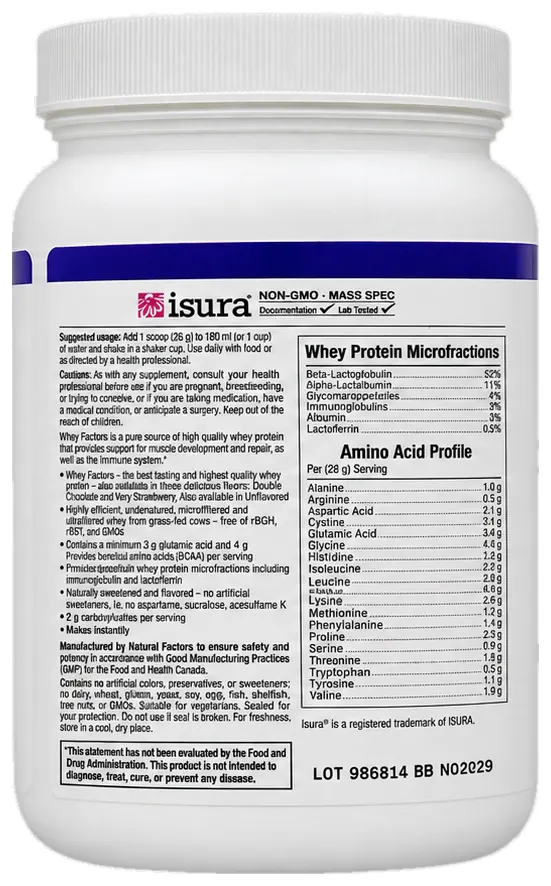 isura®
NON-GMO · MASS SPEC
Documentation ✓ Lab Tested ✓
Suggested usage: Add 1 scoop (26 g) to 180 ml (or 1 cup)
of water and shake in a shaker cup. Use daily with food or
as directed by a health professional.
Cautions: As with any supplement, consult your health
professional before use if you are pregnant, breastfeeding,
or trying to conceive, or if you are taking medication, have
a medical condition, or anticipate a surgery. Keep out of the
reach of children.
Whey Factors is a pure source of high quality whey protein
that provides support for muscle development and repair, as
well as the immune system.*
• Whey Factors – the best tasting and highest quality whey
protein – also available in these delicious flavors: Double
Chocolate and Very Strawberry, Also available in Unflavored
• Highly efficient, undenatured, microfiltered and
ultrafiltered whey from grass-fed cows – free of rBGH,
rBST, and GMOs
• Contains a minimum 3 g glutamic acid and 4 g
amino acids (BCAA) per serving
• whey protein microfractions including
immunoglobulin and lactoferrin
• Naturally sweetened and flavored – no artificial
sweeteners, ie. no aspartame, sucralose, acesulfame K
• 2 g per serving
• Makes instantly
Manufactured by Natural Factors to ensure safety and
potency in accordance with Good Manufacturing Practices
(GMP) for the Food and Health Canada.
Contains no artificial colors, preservatives, or sweeteners;
no dairy, wheat, yeast, soy, egg, fish, shellfish,
tree nuts, or GMOs. Suitable for vegetarians. Sealed for
your protection. Do not use if seal is broken. For freshness,
store in a cool, dry place.
*This statement has not been evaluated by the Food and
Drug Administration. This product is not intended to
diagnose, treat, cure, or prevent any disease.
Whey Protein Microfractions
Beta-Lactoglobulin 52%
11%
4%
Immunoglobulins 3%
3%
Lactoferrin 0.5%
Amino Acid Profile
Per (28 g) Serving
Alanine 1.0 g
Arginine 0.5 g
Aspartic Acid 2.1 g
Cystine 3.1 g
Glutamic Acid 3.4 g
Glycine 4.6 g
Histidine 1.2 g
Isoleucine 2.2 g
Leucine 2.0 g
Lysine 2.6 g
Methionine 1.2 g
Phenylalanine 1.4 g
Proline 2.3 g
Serine 0.9 g
Threonine 1.5 g
Tryptophan 0.5 g
Tyrosine 1.1 g
Valine 1.9 g
Isura® is a registered trademark of ISURA.
LOT 986814 BB N02029